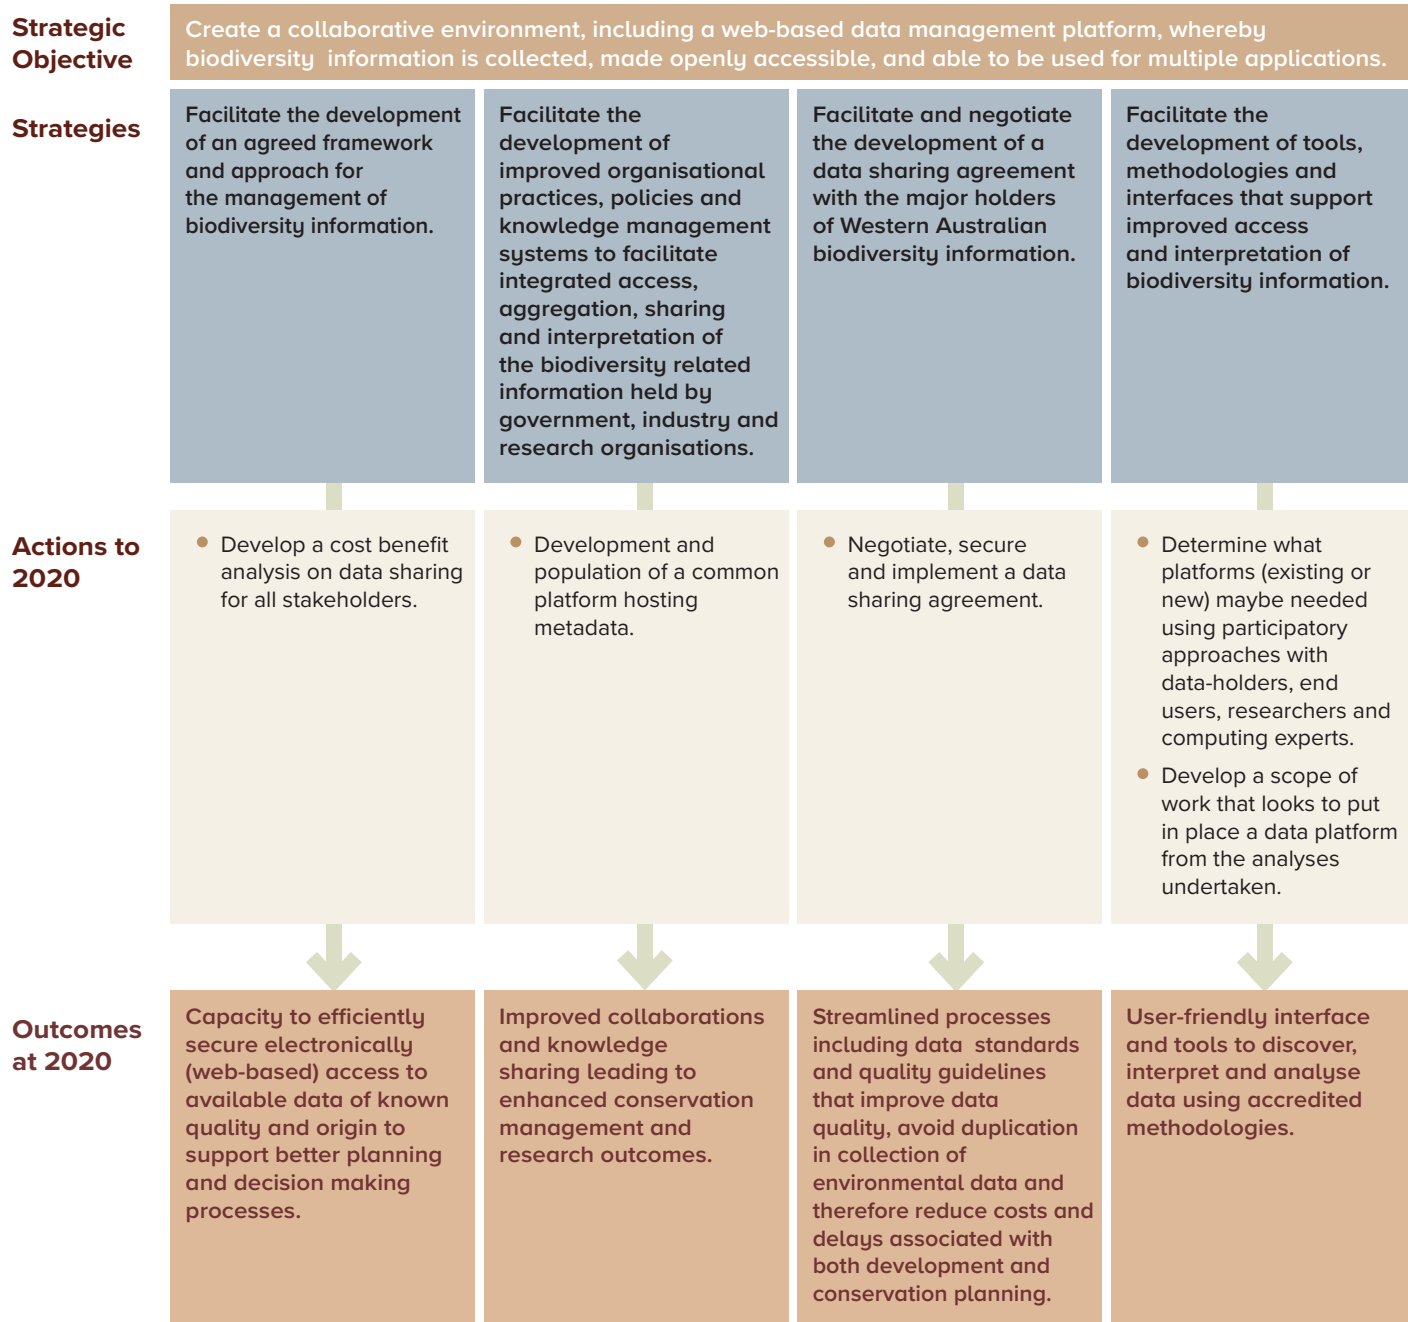 Strategic
Objective
Create a collaborative environment, including a web-based data management platform, whereby
biodiversity information is collected, made openly accessible, and able to be used for multiple applications.
Strategies
Facilitate the development
of an agreed framework
and approach for
the management of
biodiversity information.
Facilitate the
development of
improved organisational
practices, policies and
knowledge management
systems to facilitate
integrated access,
aggregation, sharing
and interpretation of
the biodiversity related
information held by
government, industry and
research organisations.
Facilitate and negotiate
the development of a
data sharing agreement
with the major holders
of Western Australian
biodiversity information.
Facilitate the
development of tools,
methodologies and
interfaces that support
improved access
and interpretation of
biodiversity information.
Actions to
2020
• Develop a cost benefit
analysis on data sharing
for all stakeholders.
• Development and
population of a common
platform hosting
metadata.
• Negotiate, secure
and implement a data
sharing agreement.
• Determine what
platforms (existing or
new) maybe needed
using participatory
approaches with
data-holders, end
users, researchers and
computing experts.
• Develop a scope of
work that looks to put
in place a data platform
from the analyses
undertaken.
Outcomes
at 2020
Capacity to efficiently
secure electronically
(web-based) access to
available data of known
quality and origin to
support better planning
and decision making
processes.
Improved collaborations
and knowledge
sharing leading to
enhanced conservation
management and
research outcomes.
Streamlined processes
including data standards
and quality guidelines
that improve data
quality, avoid duplication
in collection of
environmental data and
therefore reduce costs and
delays associated with
both development and
conservation planning.
User-friendly interface
and tools to discover,
interpret and analyse
data using accredited
methodologies.